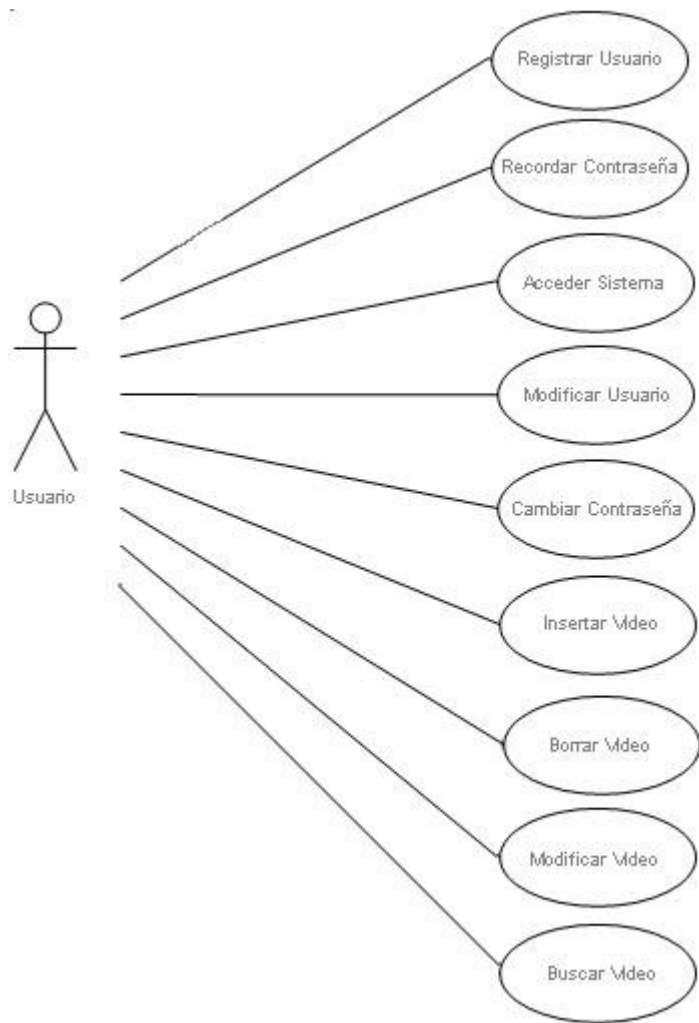 Registrar Usuario
Recordar Contraseña
Acceder Sistema
Modificar Usuario
Usuario
Cambiar Contraseña
Insertar Video
Borrar Video
Modificar Video
Buscar Video